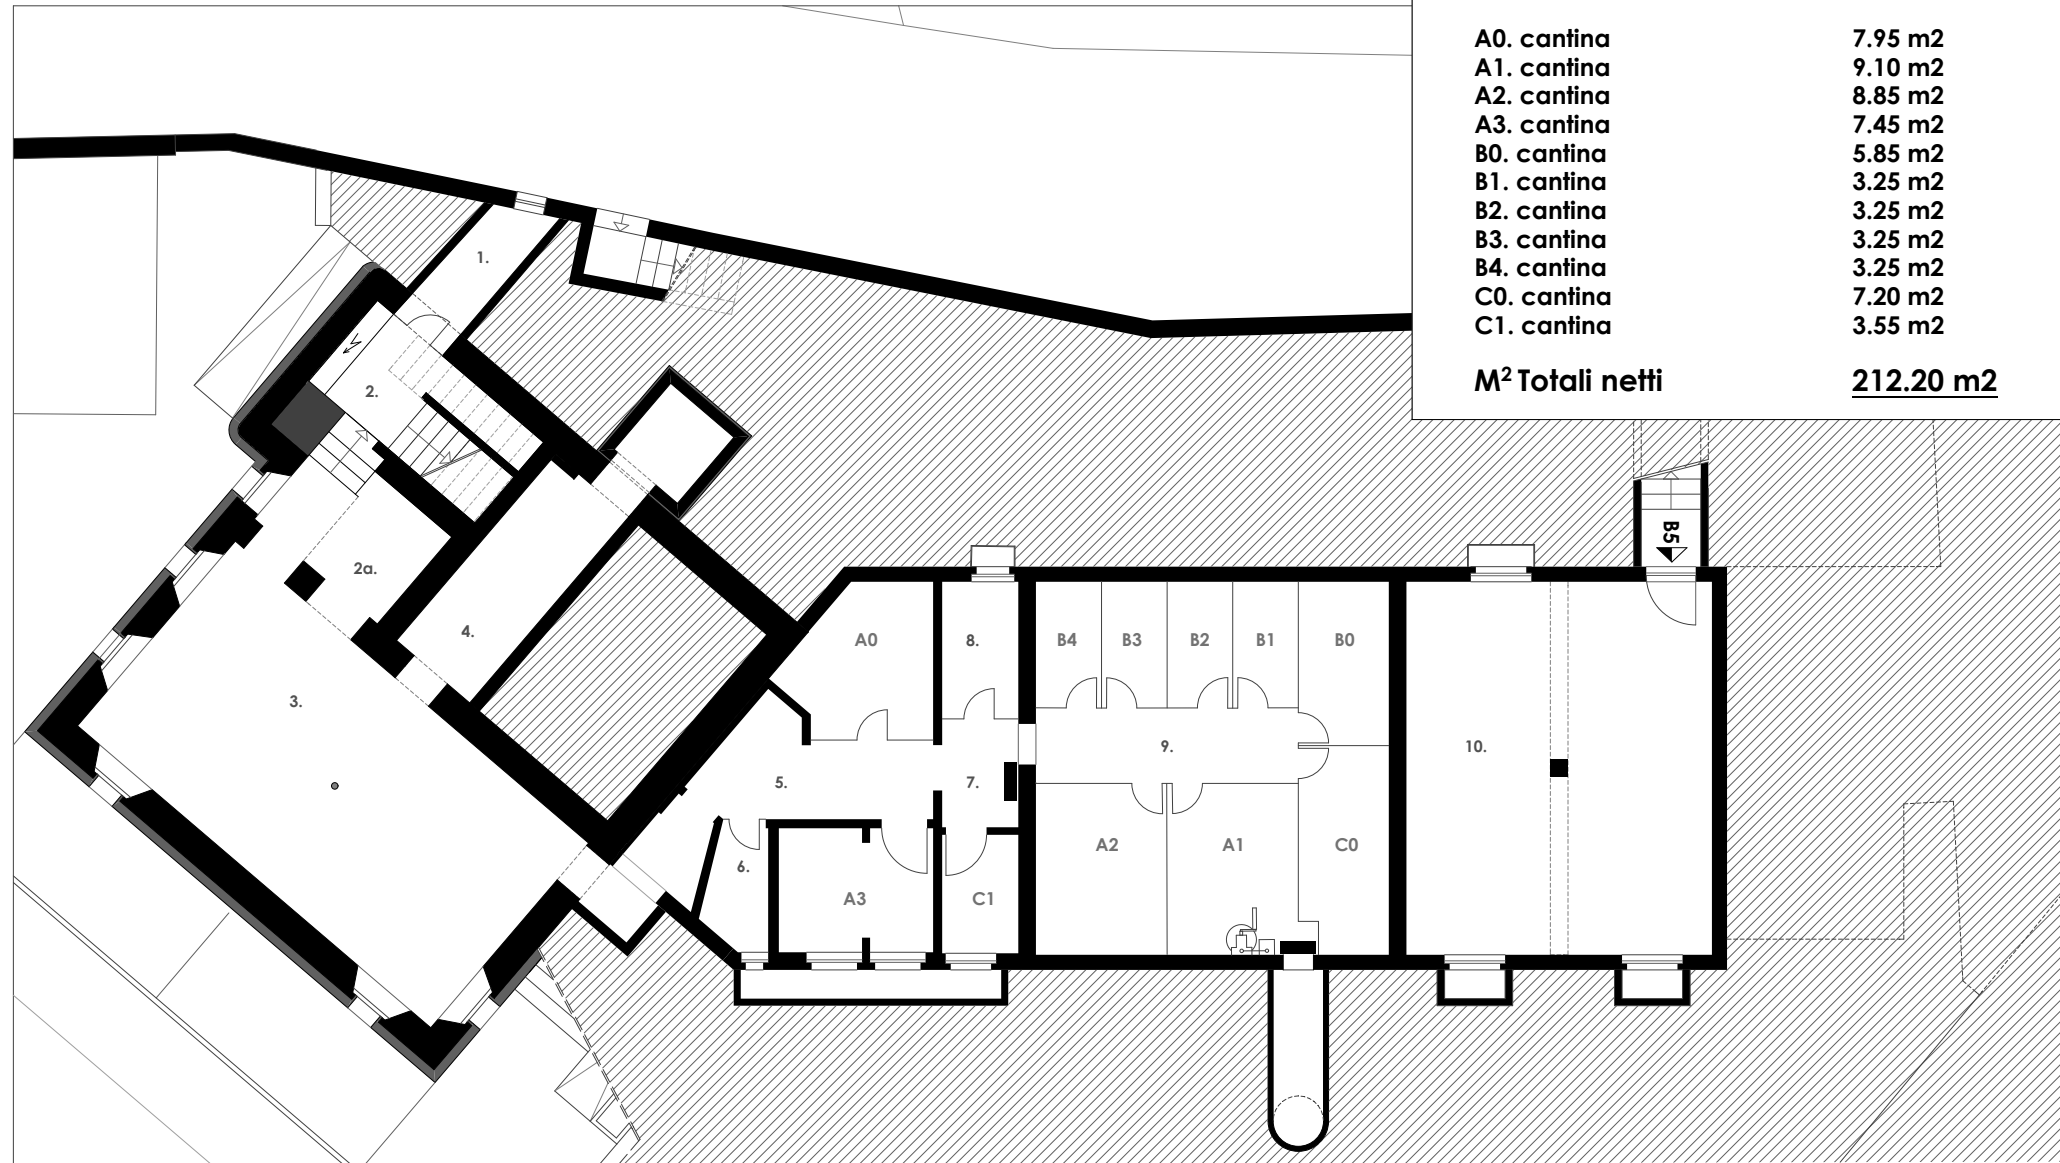 A0. cantina 7.95 m2
A1. cantina 9.10 m2
A2. cantina 8.85 m2
A3. cantina 7.45 m2
B0. cantina 5.85 m2
B1. cantina 3.25 m2
B2. cantina 3.25 m2
B3. cantina 3.25 m2
B4. cantina 3.25 m2
C0. cantina 7.20 m2
C1. cantina 3.55 m2
M² Totali netti 212.20 m2
1.
2.
B5
2a.
4.
A0
8.
B4
B3
B2
B1
B0
3.
9.
10.
5.
7.
6.
A2
A1
C0
A3
C1